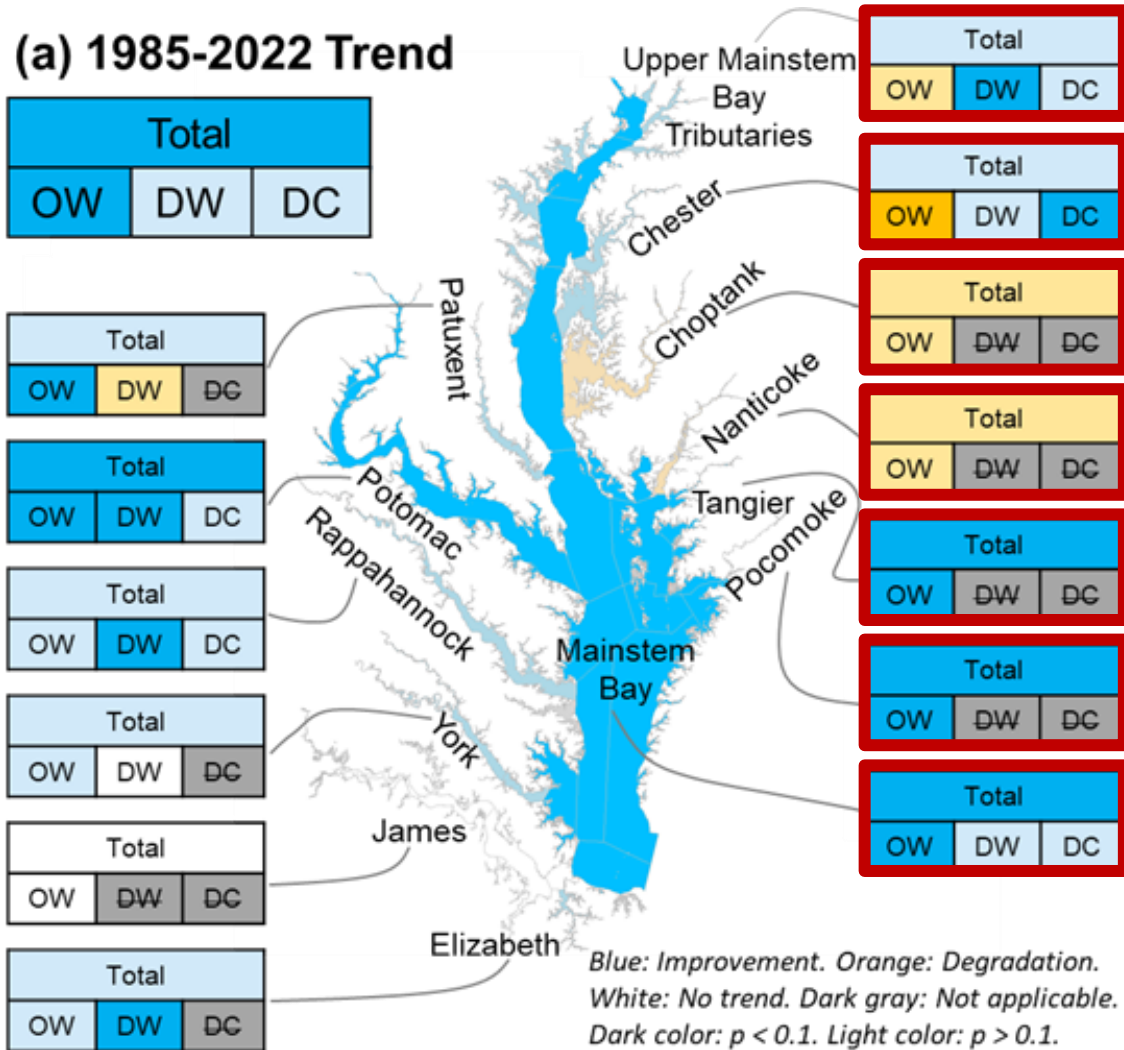 (a) 1985-2022 Trend
Total
OW DW DC
Total
OW DW DC
Total
OW DW DC
Total
OW DW DC
Total
OW DW DC
Total
OW DW DC
Total
OW DW DC
Upper Mainstem
Bay
Tributaries
Chester
Choptank
Nanticoke
Tangier
Pocomoke
Patuxent
Potomac
Rappahannock
York
James
Elizabeth
Mainstem
Bay
Total
OW DW DC
Total
OW DW DC
Total
OW DW DC
Total
OW DW DC
Total
OW DW DC
Total
OW DW DC
Total
OW DW DC
Blue: Improvement. Orange: Degradation.
White: No trend. Dark gray: Not applicable.
Dark color: p < 0.1. Light color: p > 0.1.